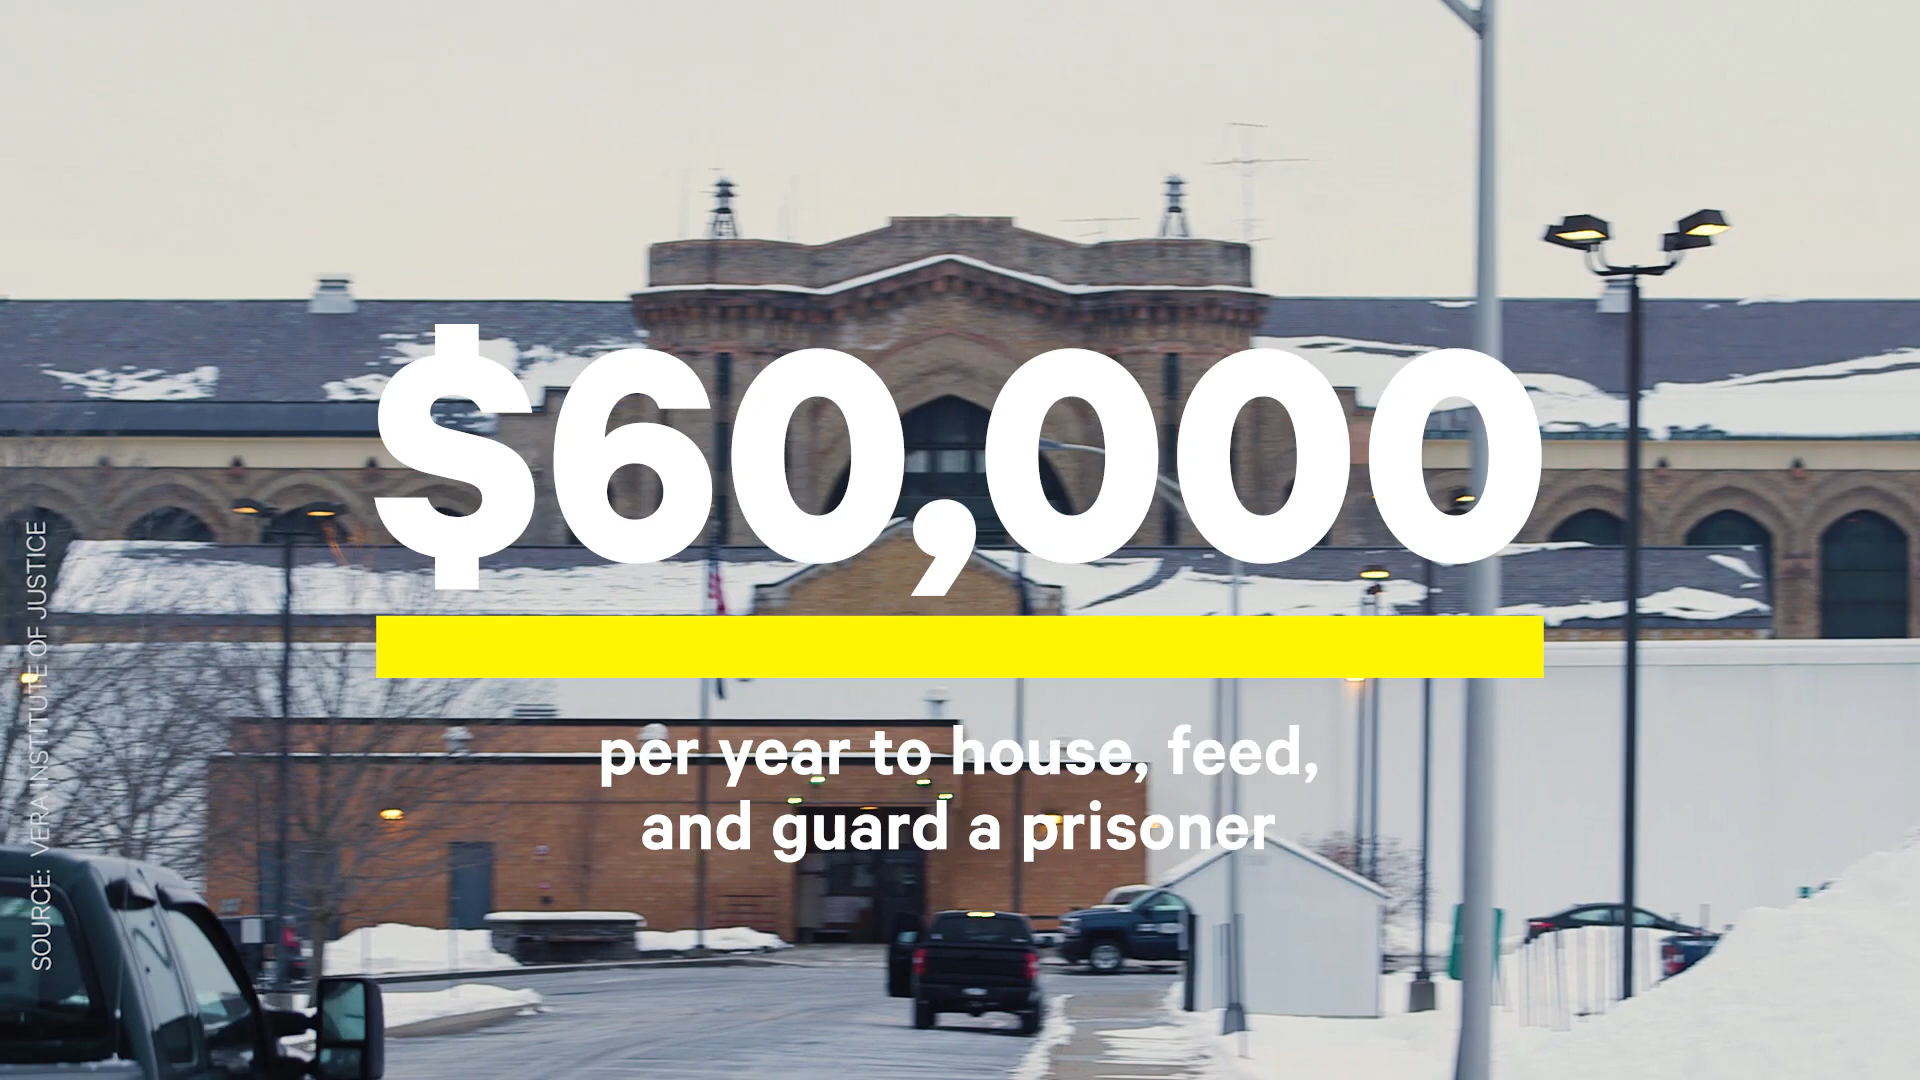 $60,000
per year to house, feed,
and guard a prisoner
SOURCE: VERA INSTITUTE OF JUSTICE